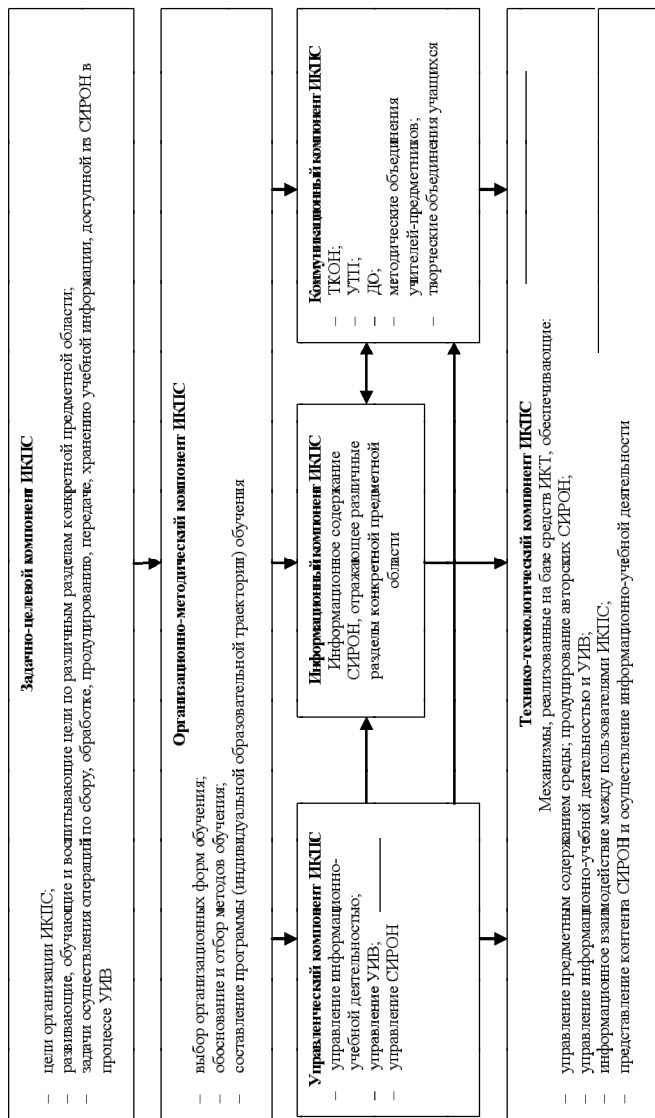 Задачно-целевой компонент ИКПС
– цели организации ИКПС;
– развивающие, обучающие и воспитывающие цели по различным разделам конкретной предметной области;
– задачи осуществления операций по сбору, обработке, продуцированию, передаче, хранению учебной информации, доступной из СИРОН в
процессе УИВ
Организационно-методический компонент ИКПС
– выбор организационных форм обучения;
– обоснование и отбор методов обучения;
– составление программы (индивидуальной образовательной траектории) обучения
Управленческий компонент ИКПС
– управление информационно-
учебной деятельностью;
– управление УИВ;
– управление СИРОН
Информационный компонент ИКПС
Информационное содержание
СИРОН, отражающее различные
разделы конкретной предметной
области
Коммуникационный компонент ИКПС
– ТКОН;
– УТП;
– ДО;
– методические объединения
учителей-предметников;
– творческие объединения учащихся
Технико-технологический компонент ИКПС
Механизмы, реализованные на базе средств ИКТ, обеспечивающие:
– управление предметным содержанием среды; продуцирование авторских СИРОН;
– управление информационно-учебной деятельностью и УИВ;
– информационное взаимодействие между пользователями ИКПС;
– представление контента СИРОН и осуществление информационно-учебной деятельности